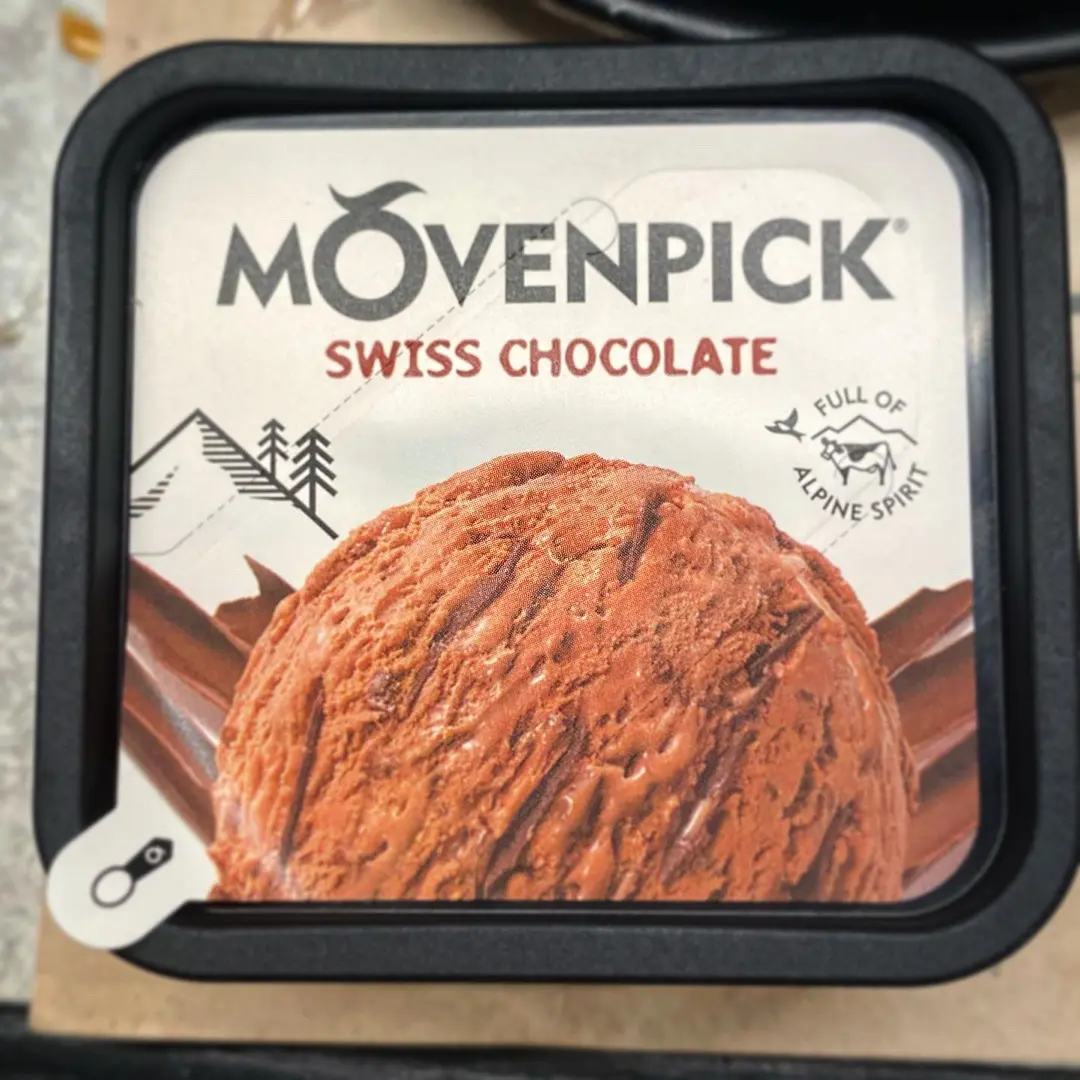 MÖVENPICK®
SWISS CHOCOLATE
FULL OF
ALPINE SPIRIT